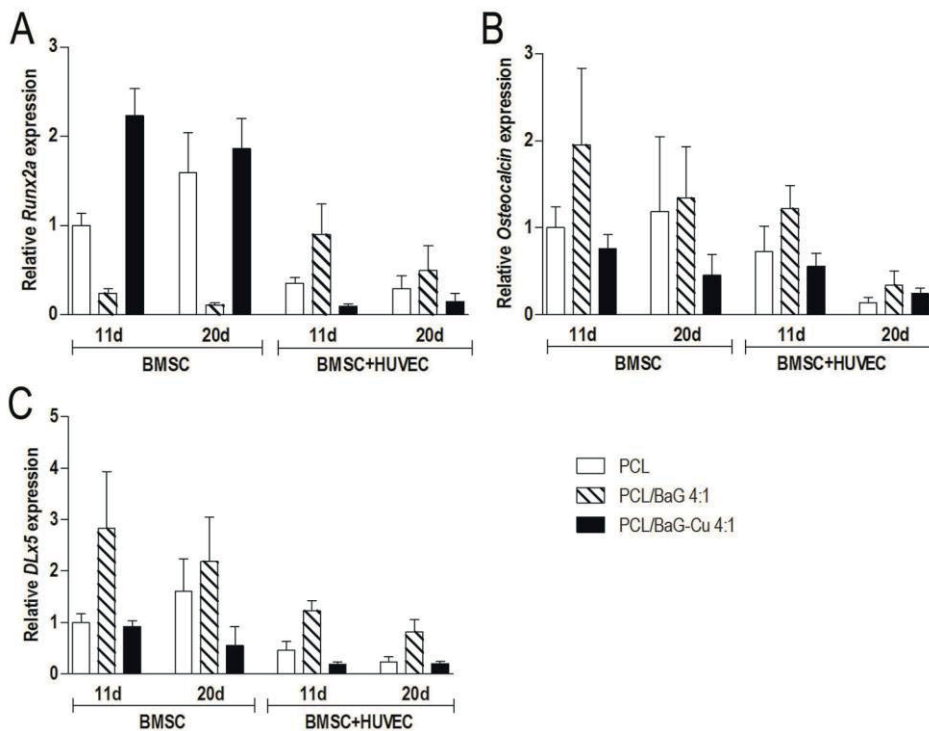 A
Relative Runx2a expression
3
2
1
0
11d 20d 11d 20d
BMSC BMSC+HUVEC
B
Relative Osteocalcin expression
3
2
1
0
11d 20d 11d 20d
BMSC BMSC+HUVEC
C
Relative DLx5 expression
5
4
3
2
1
0
11d 20d 11d 20d
BMSC BMSC+HUVEC
PCL
PCL/BaG 4:1
PCL/BaG-Cu 4:1